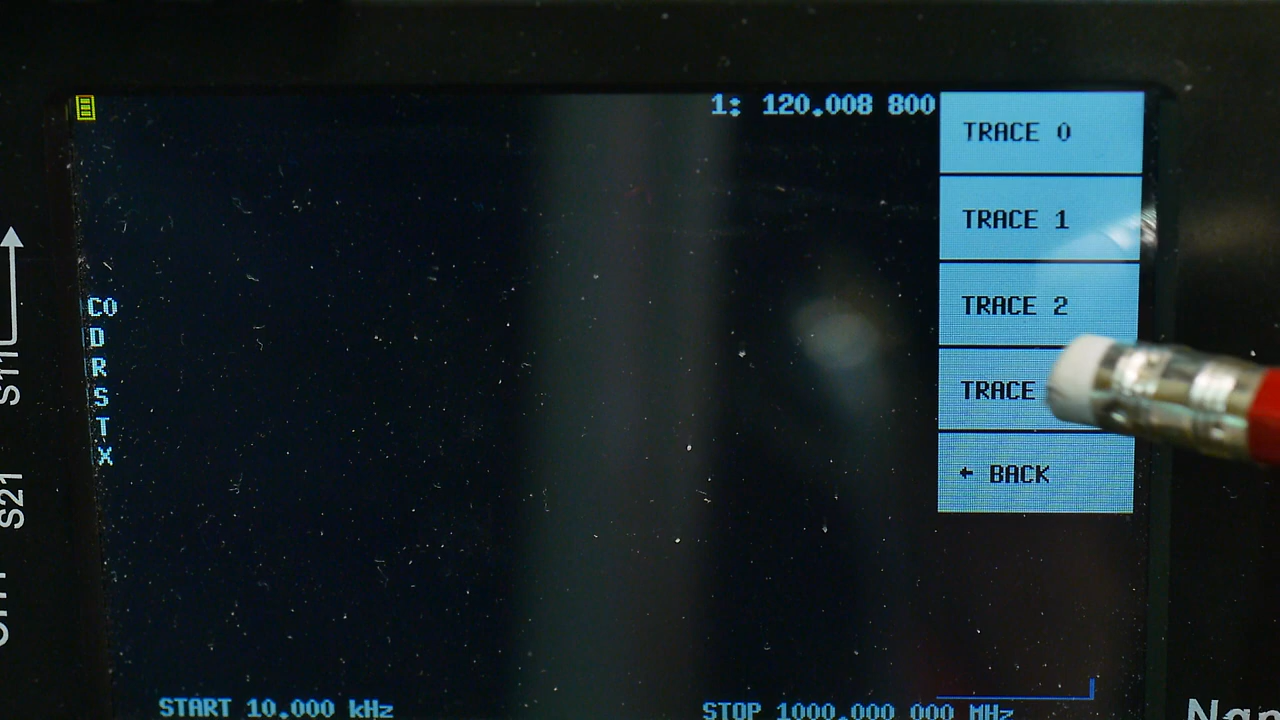 1: 120.008 800
TRACE 0
TRACE 1
TRACE 2
TRACE
← BACK
C0
D
R
S
T
X
S11
S21
START 10.000 kHz
STOP 1000.000 000 MHz